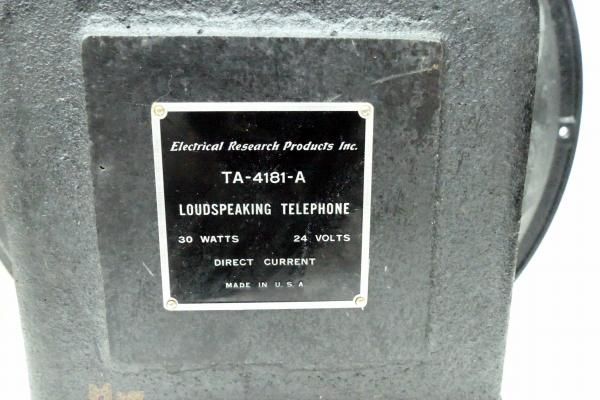 Electrical Research Products Inc.
TA-4181-A
LOUDSPEAKING TELEPHONE
30 WATTS 24 VOLTS
DIRECT CURRENT
MADE IN U.S.A